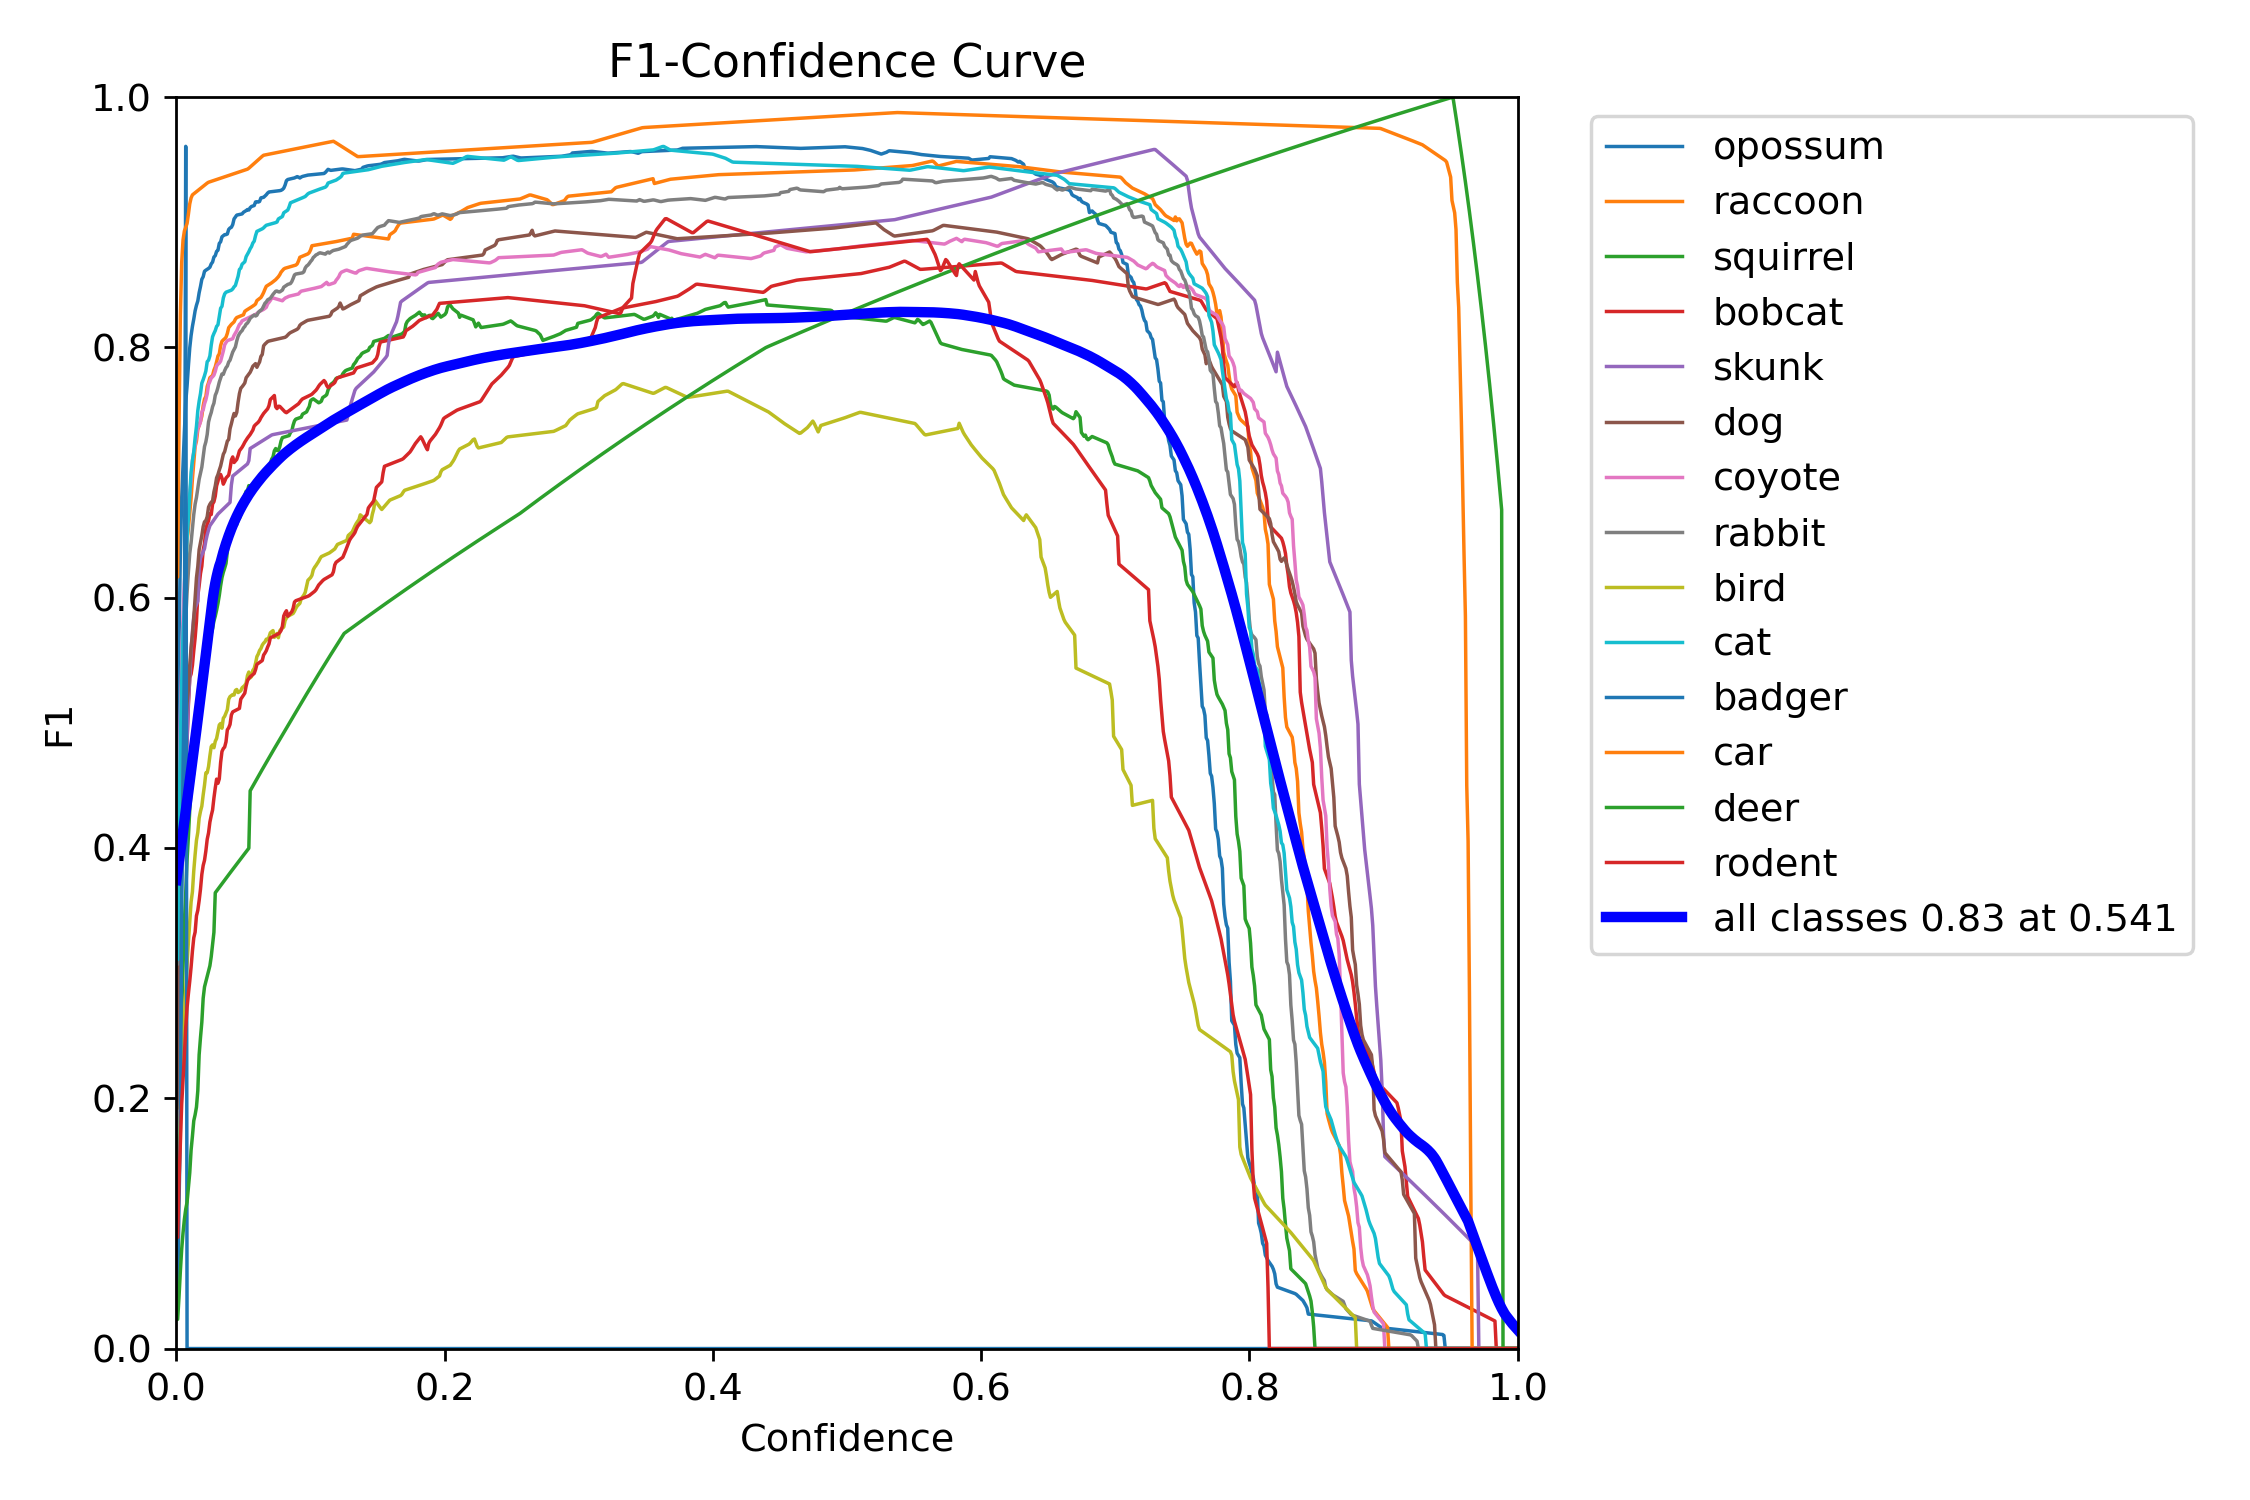 F1-Confidence Curve
1.0
0.8
0.6
0.4
0.2
0.0
F1
0.0 0.2 0.4 0.6 0.8 1.0
Confidence
opossum
raccoon
squirrel
bobcat
skunk
dog
coyote
rabbit
bird
cat
badger
car
deer
rodent
all classes 0.83 at 0.541